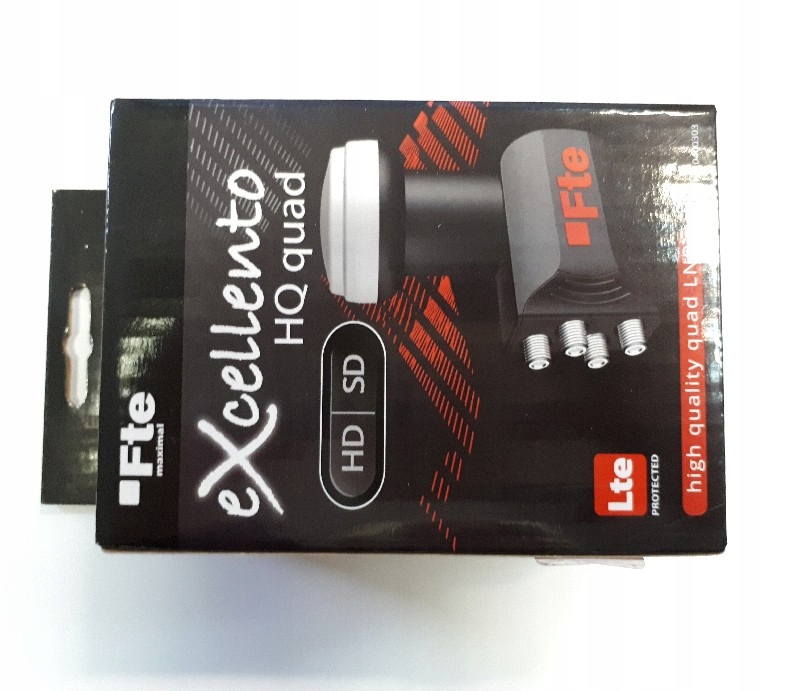 Fte
maximal
eXcellento
HQ quad
HD | SD
Fte
Lte
PROTECTED
high quality quad